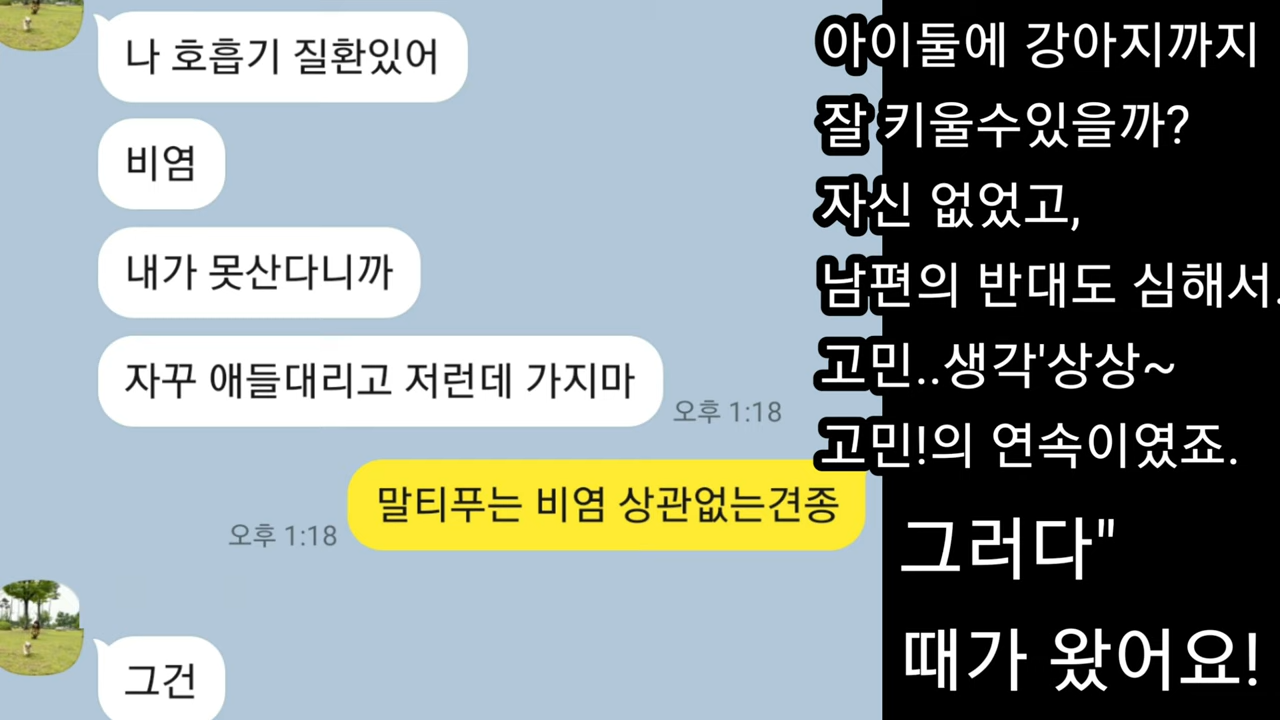 나 호흡기 질환있어
비염
내가 못산다니까
자꾸 애들대리고 저런데 가지마
오후 1:18
말티푸는 비염 상관없는견종
오후 1:18
그건
아이둘에 강아지까지
잘 키울수있을까?
자신 없었고,
남편의 반대도 심해서.
고민..생각'상상~
고민!의 연속이였죠.
그러다"
때가 왔어요!